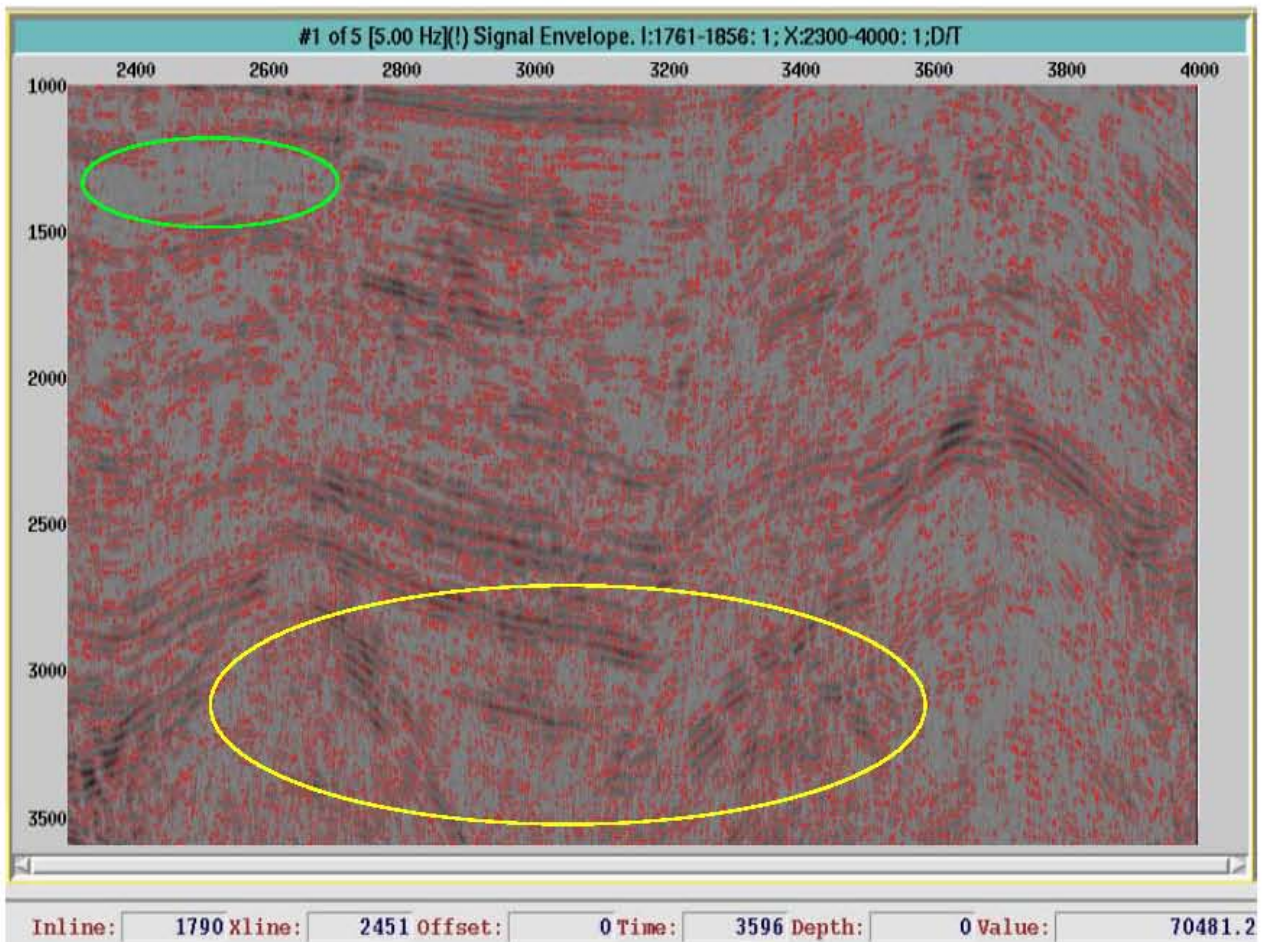 #1 of 5 [5.00 Hz](!) Signal Envelope. I:1761-1856: 1; X:2300-4000: 1;D/T
2400 2600 2800 3000 3200 3400 3600 3800 4000
1000
1500
2000
2500
3000
3500
Inline: 1790 Xline: 2451 Offset: 0 Time: 3596 Depth: 0 Value: 70481.2